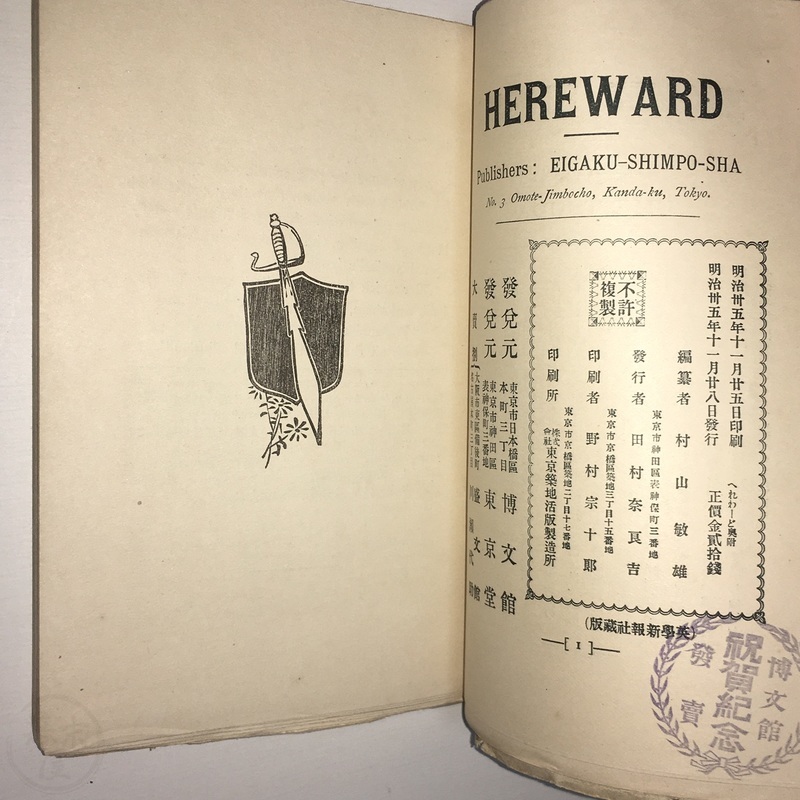 HEREWARD
Publishers: EIGAKU-SHIMPO-SHA
No. 3 Omote-Jimbocho, Kanda-ku, Tokyo.
明治卅五年十一月廿五日印刷
明治卅五年十一月廿八日發行
へれわーど奥附
正價金貳拾錢
不許
複製
編纂者 村山敏雄
東京市神田區表神保町三番地
發行者 田村奈良吉
東京市京橋區築地三丁目十五番地
印刷者 野村宗十郎
東京市京橋區築地二丁目十七番地
印刷所 株式會社東京築地活版製造所
發兌元 東京市日本橋區本町三丁目 博文館
發兌元 東京市神田區表神保町三番地 東京堂
(英學新報社藏版)
[1]
博文館
祝賀紀念
發賣